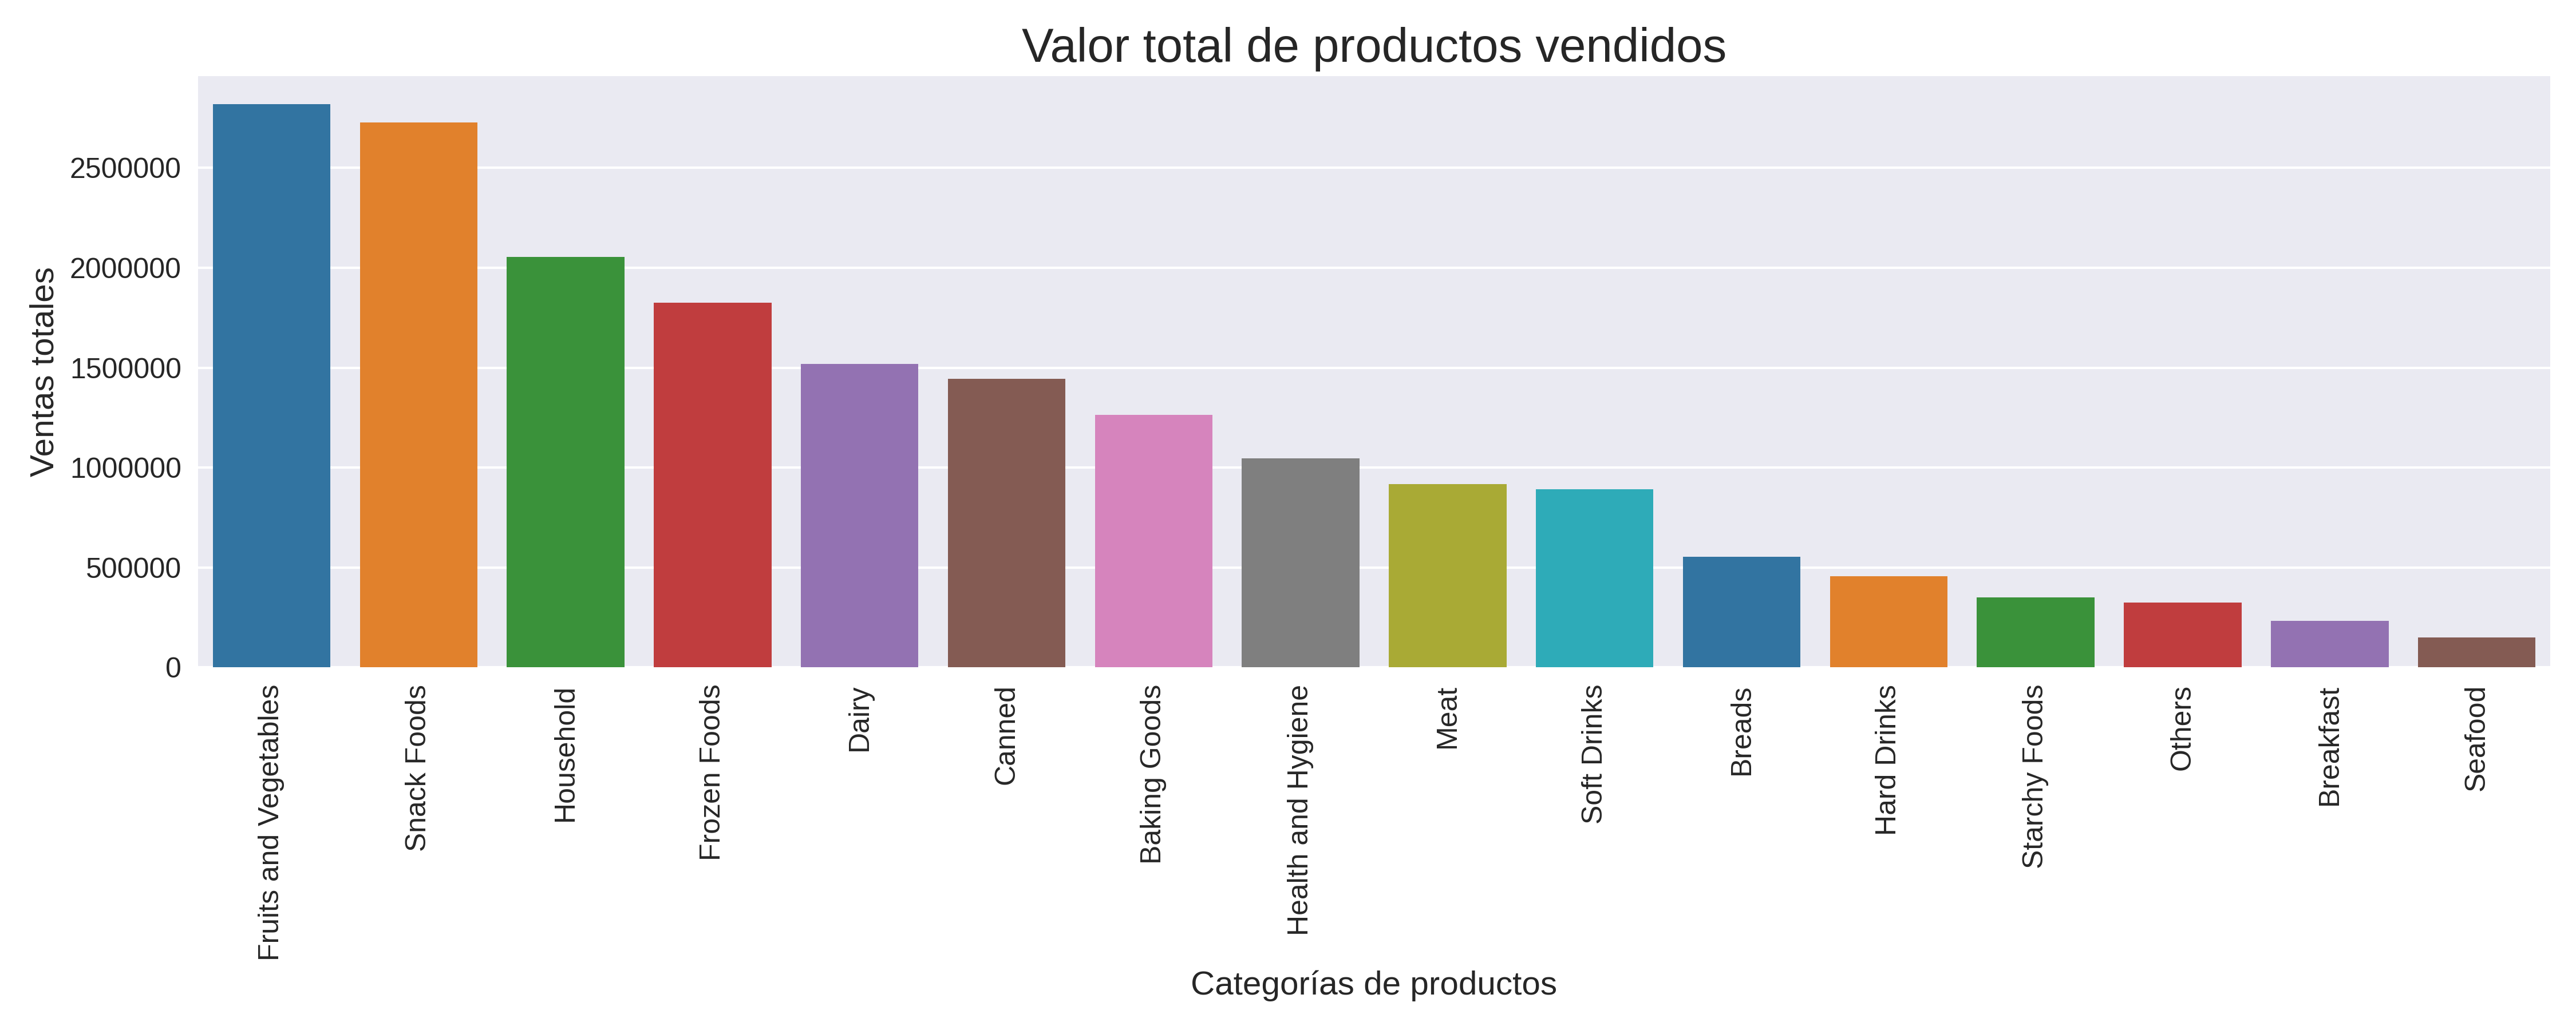 Valor total de productos vendidos
Ventas totales
2500000
2000000
1500000
1000000
500000
0
Fruits and Vegetables
Snack Foods
Household
Frozen Foods
Dairy
Canned
Baking Goods
Health and Hygiene
Meat
Soft Drinks
Breads
Hard Drinks
Starchy Foods
Others
Breakfast
Seafood
Categorías de productos